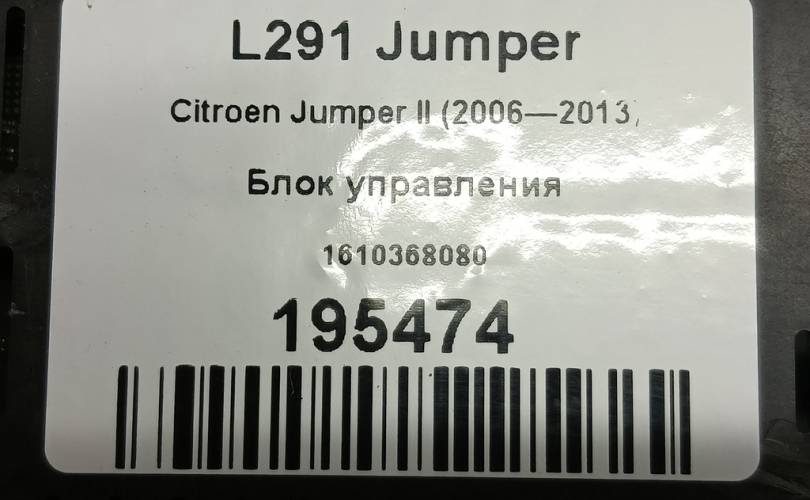 L291 Jumper
Citroen Jumper II (2006—2013)
Блок управления
1610368080
195474